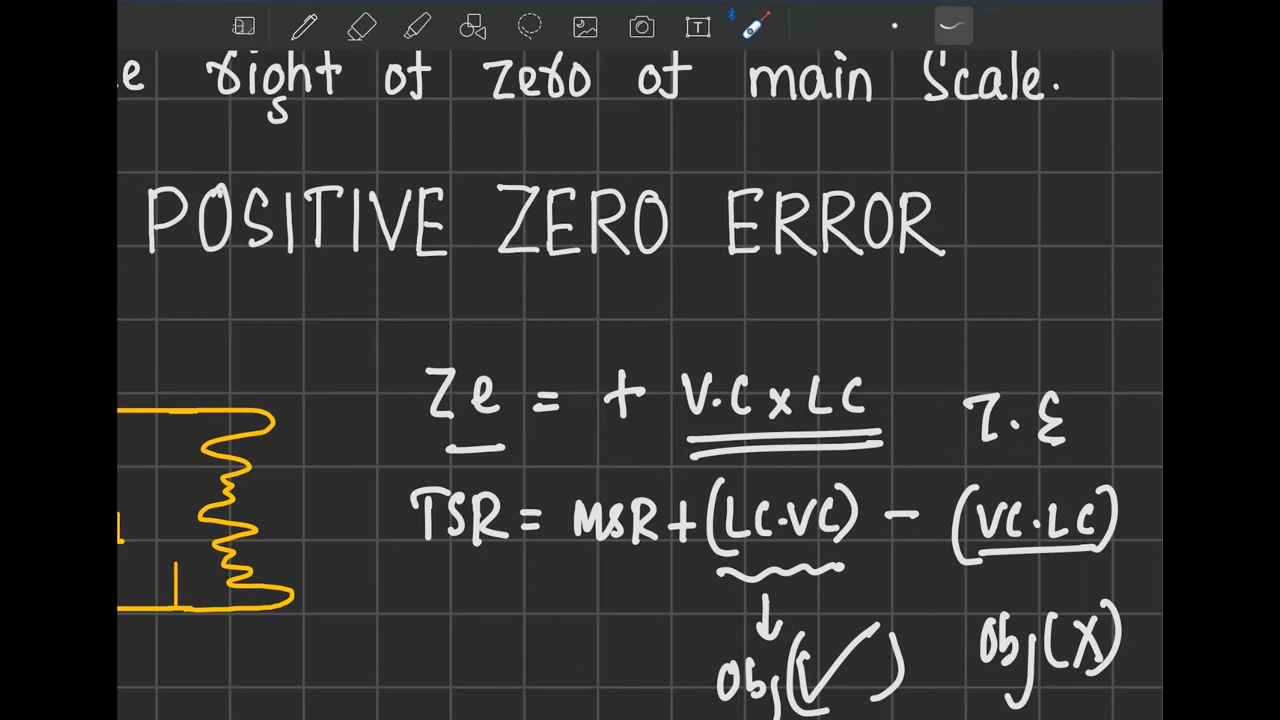 e right of zero of main Scale.
s
POSITIVE ZERO ERROR
Ze = + V.C x LC
Z.E
TSR = MSR + (LC.VC) - (VC.LC)
↓
Obj(✓) Obj(X)